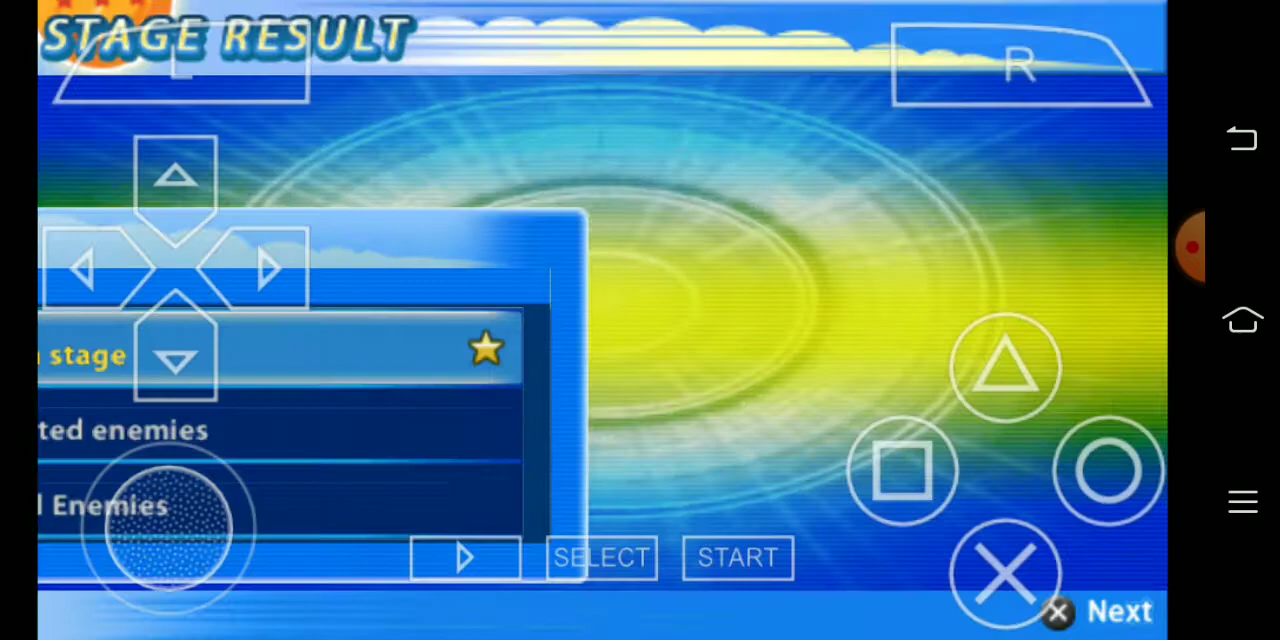 STAGE RESULT
L
R
stage
ted enemies
Enemies
SELECT
START
Next